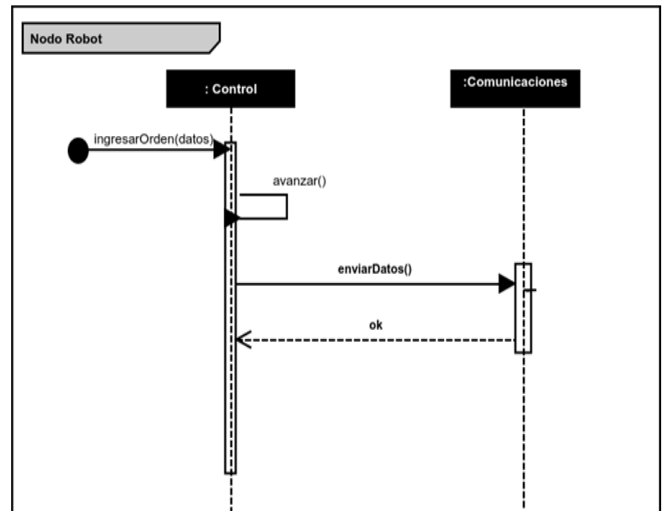 Nodo Robot
: Control
:Comunicaciones
ingresarOrden(datos)
avanzar()
enviarDatos()
ok